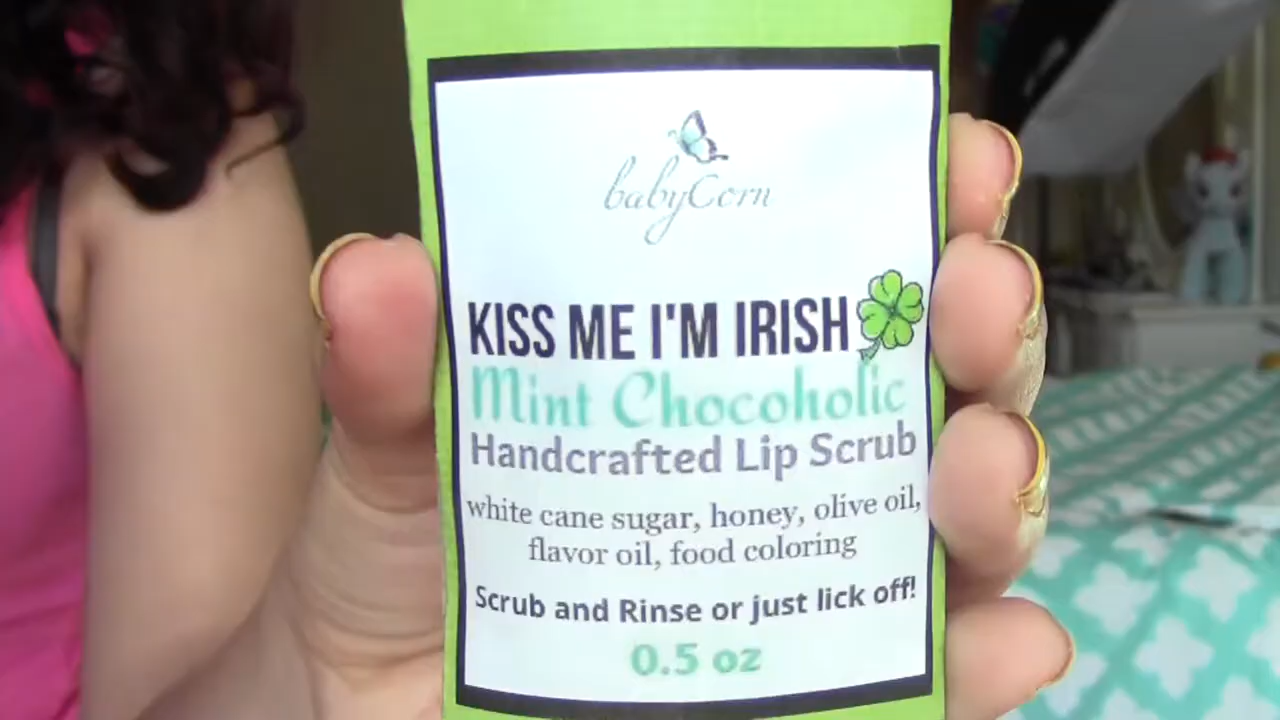 babyCorn
KISS ME I'M IRISH
Mint Chocoholic
Handcrafted Lip Scrub
white cane sugar, honey, olive oil,
flavor oil, food coloring
Scrub and Rinse or just lick off!
0.5 oz